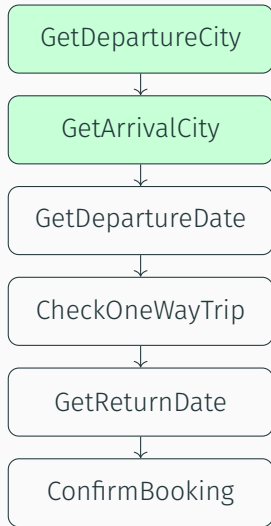 GetDepartureCity
GetArrivalCity
GetDepartureDate
CheckOneWayTrip
GetReturnDate
ConfirmBooking